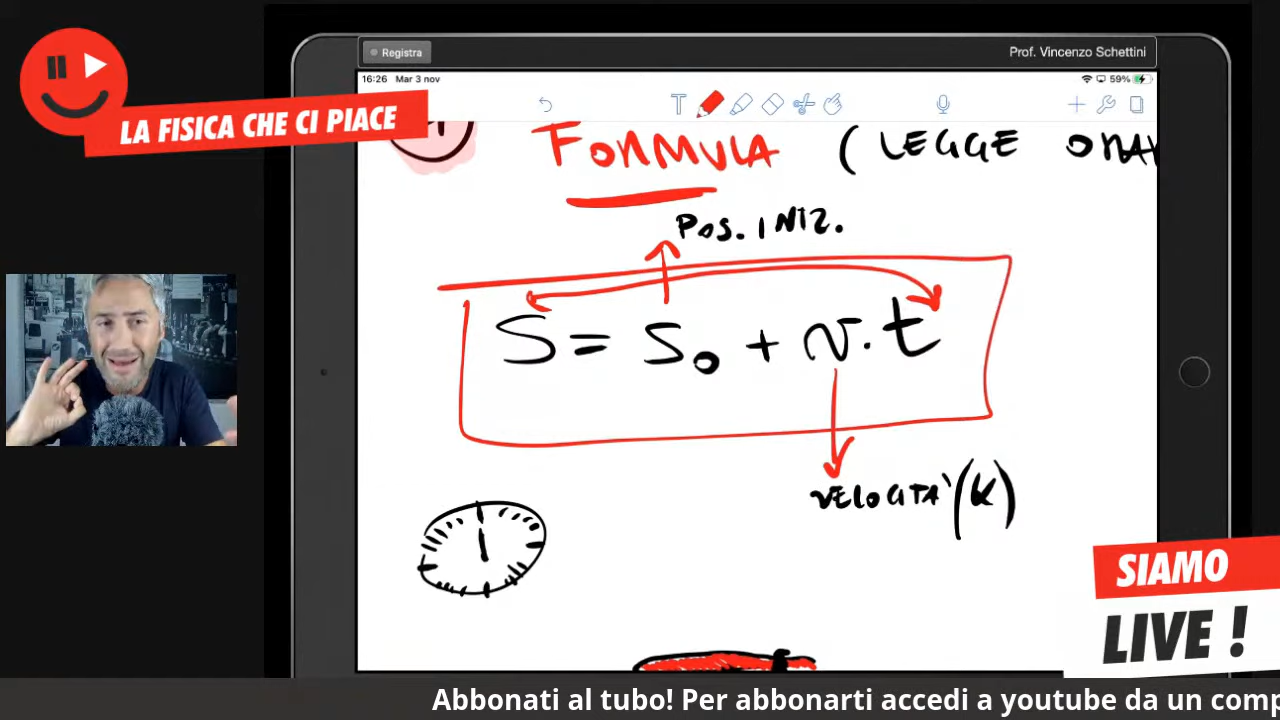 Registra
Prof. Vincenzo Schettini
16:26 Mar 3 nov
59%
T
LA FISICA CHE CI PIACE
FORMULA (LEGGE ORA
POS. INIZ.
S = S₀ + v · t
VELOCITA' (K)
SIAMO
LIVE !
Abbonati al tubo! Per abbonarti accedi a youtube da un comp